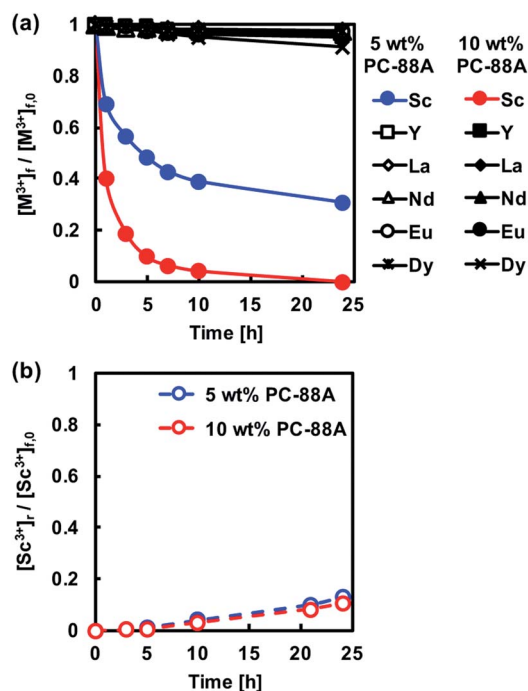 (a)
1
0.8
0.6
0.4
0.2
0
[M³⁺]f / [M³⁺]f,0
0 5 10 15 20 25
Time [h]
5 wt% 10 wt%
PC-88A PC-88A
Sc Sc
Y Y
La La
Nd Nd
Eu Eu
Dy Dy
(b)
1
0.8
0.6
0.4
0.2
0
[Sc³⁺]r / [Sc³⁺]f,0
5 wt% PC-88A
10 wt% PC-88A
0 5 10 15 20 25
Time [h]